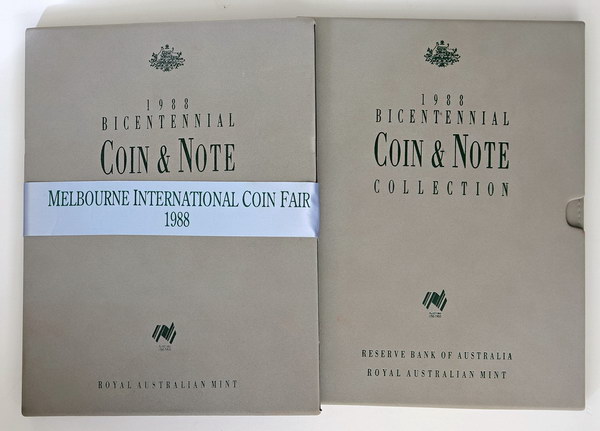 1988
BICENTENNIAL
COIN & NOTE
MELBOURNE INTERNATIONAL COIN FAIR
1988
ROYAL AUSTRALIAN MINT
1988
BICENTENNIAL
COIN & NOTE
COLLECTION
RESERVE BANK OF AUSTRALIA
ROYAL AUSTRALIAN MINT